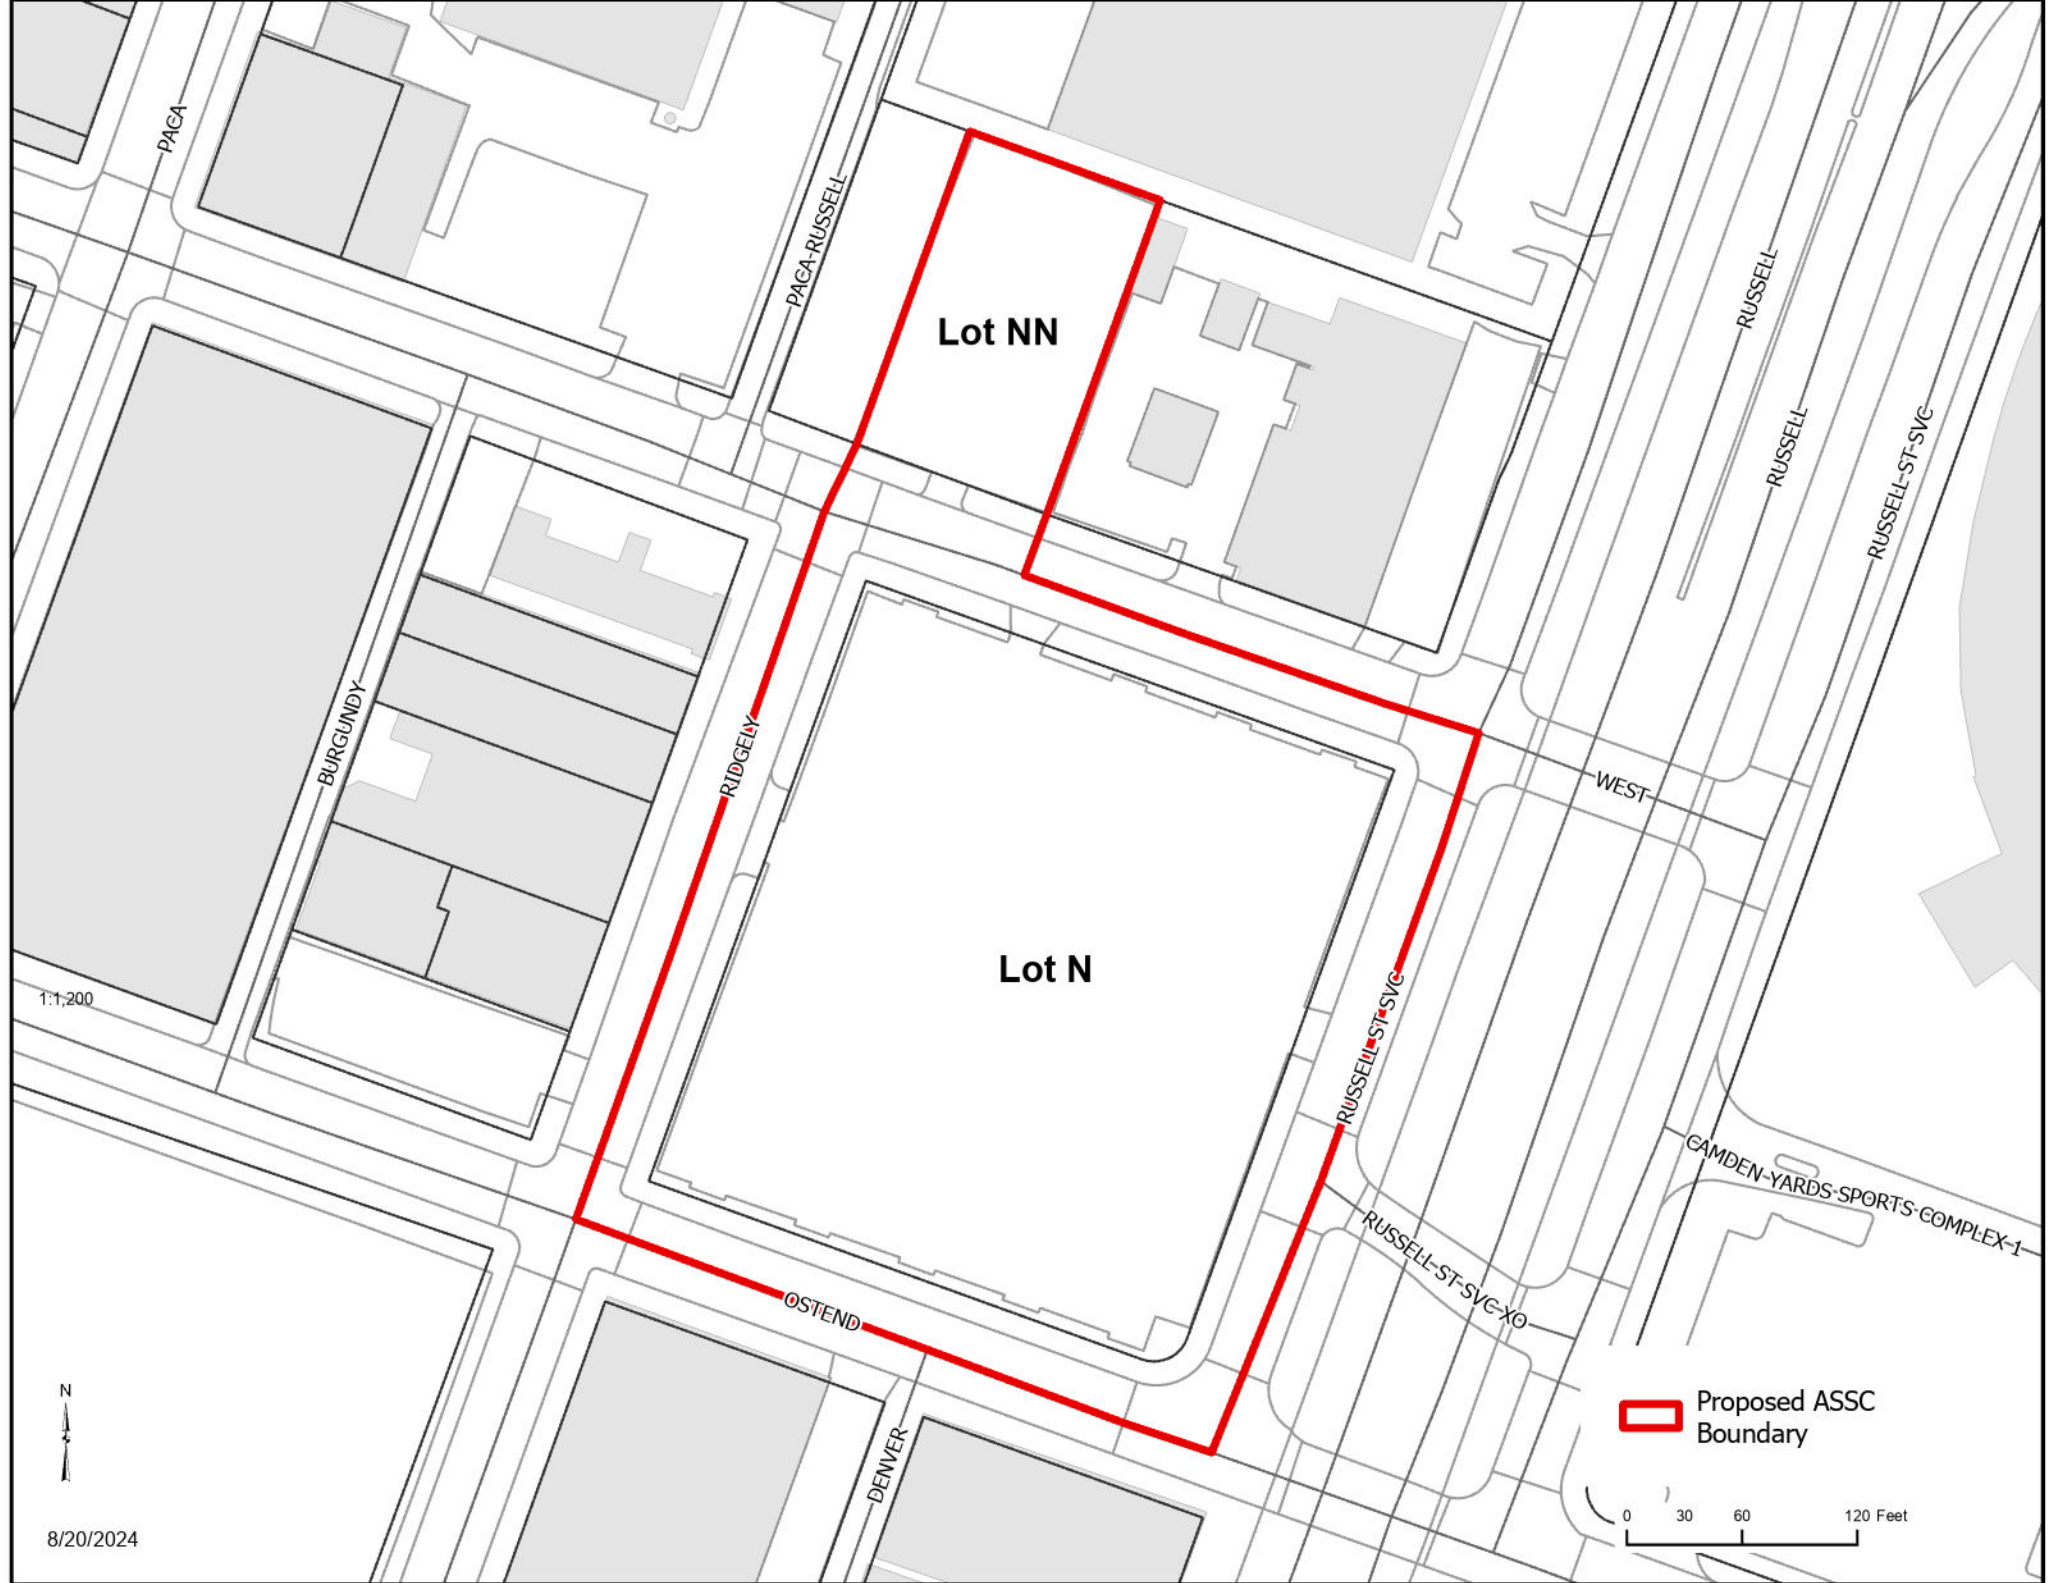 PACA
PACA-RUSSELL
RUSSELL
Lot NN
RUSSELL
RUSSELL-ST-SVC
BURGUNDY
RIDGELY
WEST
Lot N
1:1,200
RUSSELL-ST-SVC
CAMDEN-YARDS-SPORTS-COMPLEX-1
RUSSELL-ST-SVC-XO
OSTEND
N
DENVER
Proposed ASSC
Boundary
0 30 60 120 Feet
8/20/2024